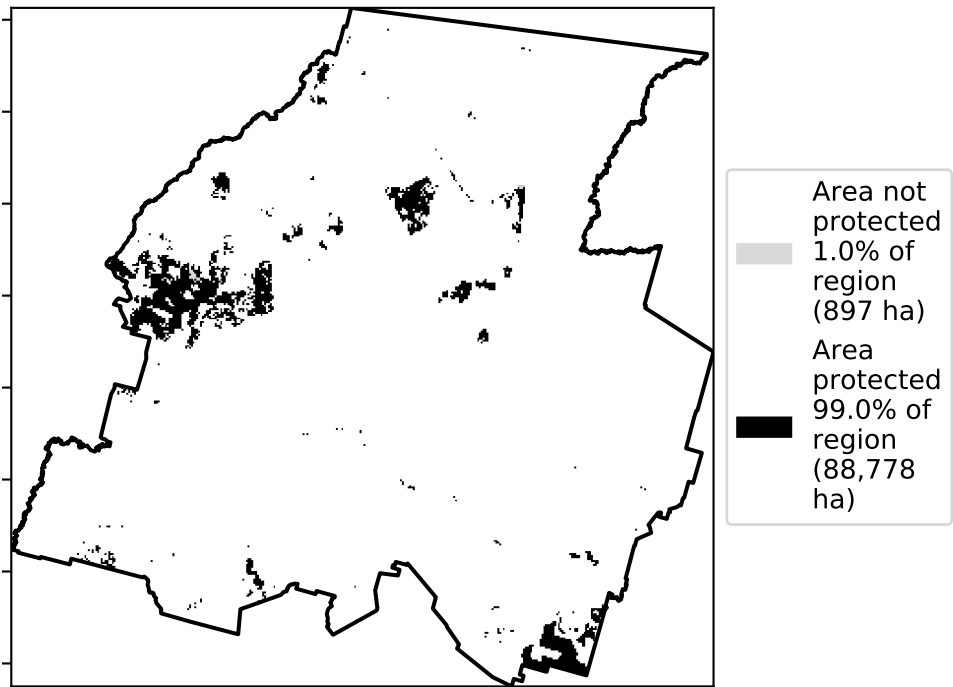 Area not
protected
1.0% of
region
(897 ha)
Area
protected
99.0% of
region
(88,778
ha)